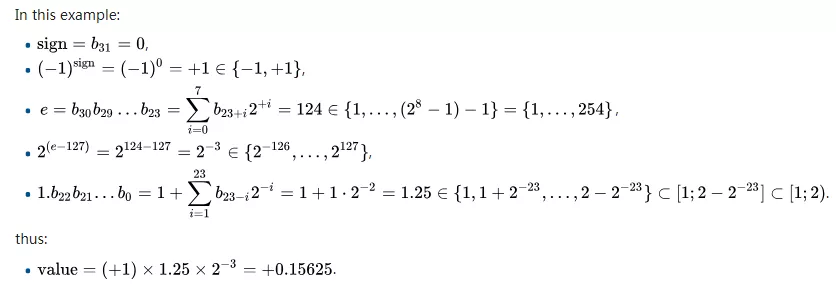 In this example:
• sign = b₃₁ = 0,
• (−1)^sign = (−1)⁰ = +1 ∈ {−1, +1},
• e = b₃₀b₂₉ … b₂₃ = ∑_{i=0}^{7} b_{23+i} 2^{+i} = 124 ∈ {1, …, (2⁸ − 1) − 1} = {1, …, 254},
• 2^(e−127) = 2^{124−127} = 2^{−3} ∈ {2^{−126}, …, 2^{127}},
• 1.b₂₂b₂₁…b₀ = 1 + ∑_{i=1}^{23} b_{23−i} 2^{−i} = 1 + 1 · 2^{−2} = 1.25 ∈ {1, 1 + 2^{−23}, …, 2 − 2^{−23}} ⊂ [1; 2 − 2^{−23}] ⊂ [1; 2).
thus:
• value = (+1) × 1.25 × 2^{−3} = +0.15625.